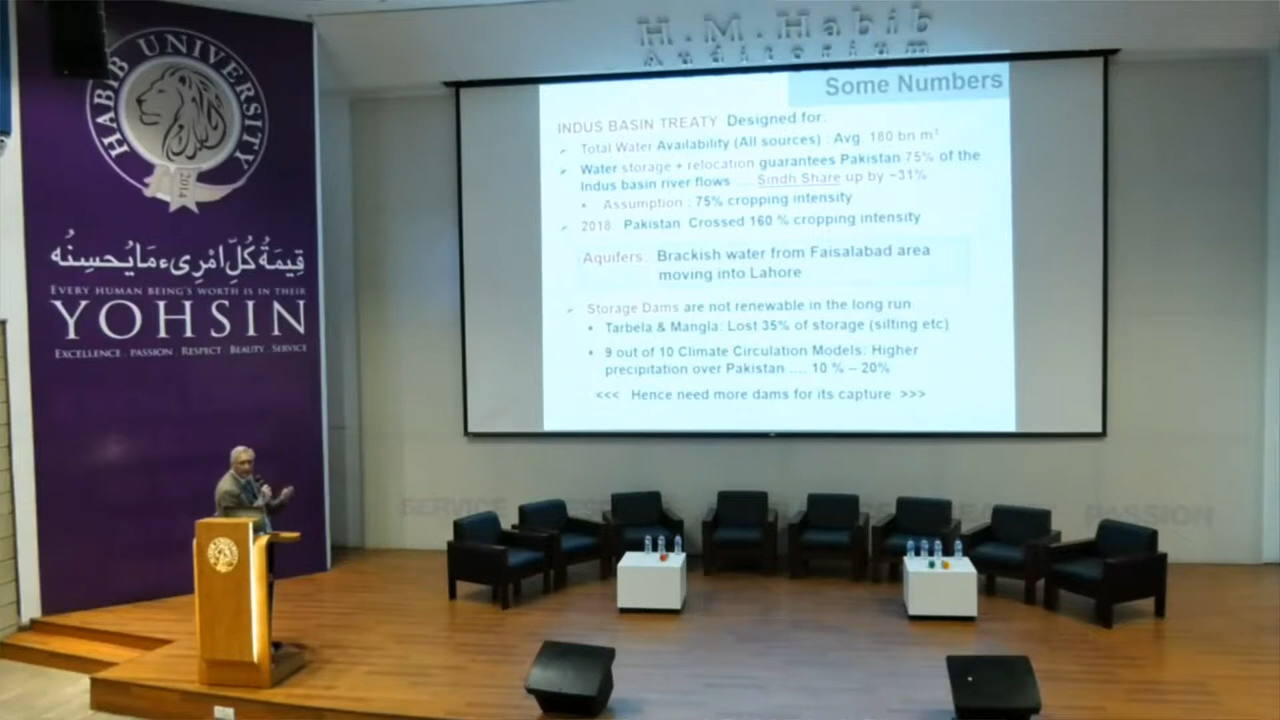 H.M.Habib
Auditorium
HABIB UNIVERSITY
2014
قِيمَةُ كُلِّ امْرِىءٍ مَا يُحسِنُه
EVERY HUMAN BEING'S WORTH IS IN THEIR
YOHSIN
EXCELLENCE . PASSION . RESPECT . BEAUTY . SERVICE
Some Numbers
INDUS BASIN TREATY Designed for:
Total Water Availability (All sources) : Avg. 180 bn m³
Water storage + relocation guarantees Pakistan 75% of the
Indus basin river flows .... Sindh Share up by ~31%
Assumption : 75% cropping intensity
2018: Pakistan Crossed 160 % cropping intensity
Aquifers: Brackish water from Faisalabad area
moving into Lahore
Storage Dams are not renewable in the long run
Tarbela & Mangla: Lost 35% of storage (silting etc)
9 out of 10 Climate Circulation Models: Higher
precipitation over Pakistan .... 10 % – 20%
<<< Hence need more dams for its capture >>>
SERVICE
PASSION